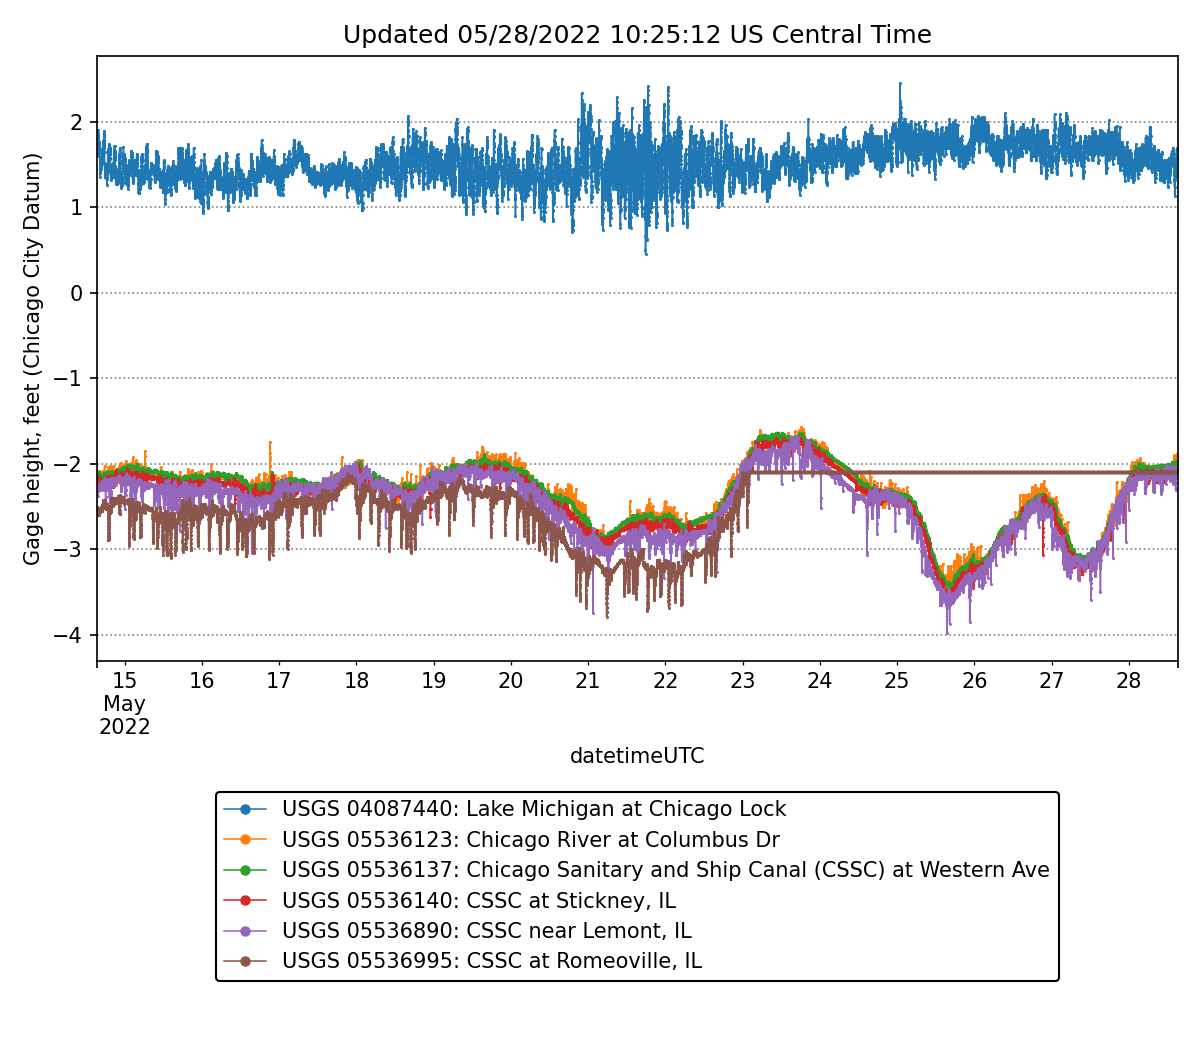 Updated 05/28/2022 10:25:12 US Central Time
Gage height, feet (Chicago City Datum)
2
1
0
−1
−2
−3
−4
15 16 17 18 19 20 21 22 23 24 25 26 27 28
May
2022
datetimeUTC
USGS 04087440: Lake Michigan at Chicago Lock
USGS 05536123: Chicago River at Columbus Dr
USGS 05536137: Chicago Sanitary and Ship Canal (CSSC) at Western Ave
USGS 05536140: CSSC at Stickney, IL
USGS 05536890: CSSC near Lemont, IL
USGS 05536995: CSSC at Romeoville, IL